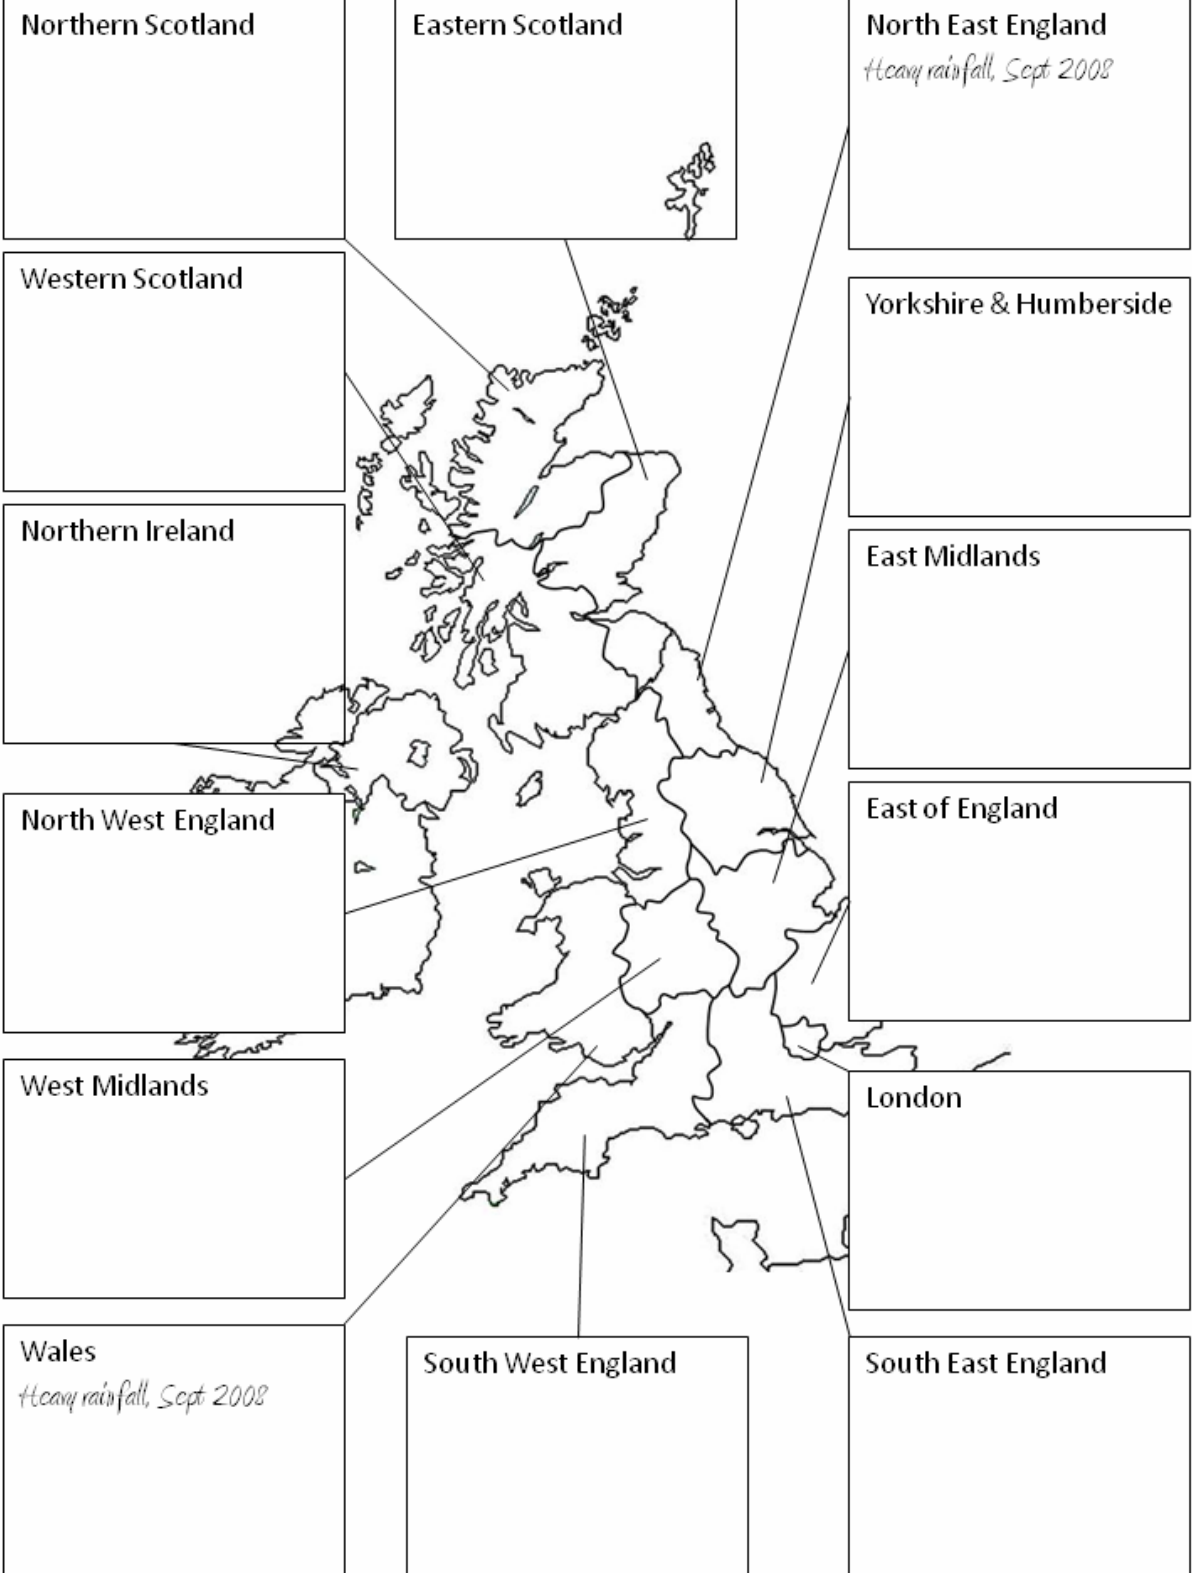 Northern Scotland
Eastern Scotland
North East England
Heavy rainfall, Sept 2008
Western Scotland
Yorkshire & Humberside
Northern Ireland
East Midlands
North West England
East of England
West Midlands
London
Wales
Heavy rainfall, Sept 2008
South West England
South East England